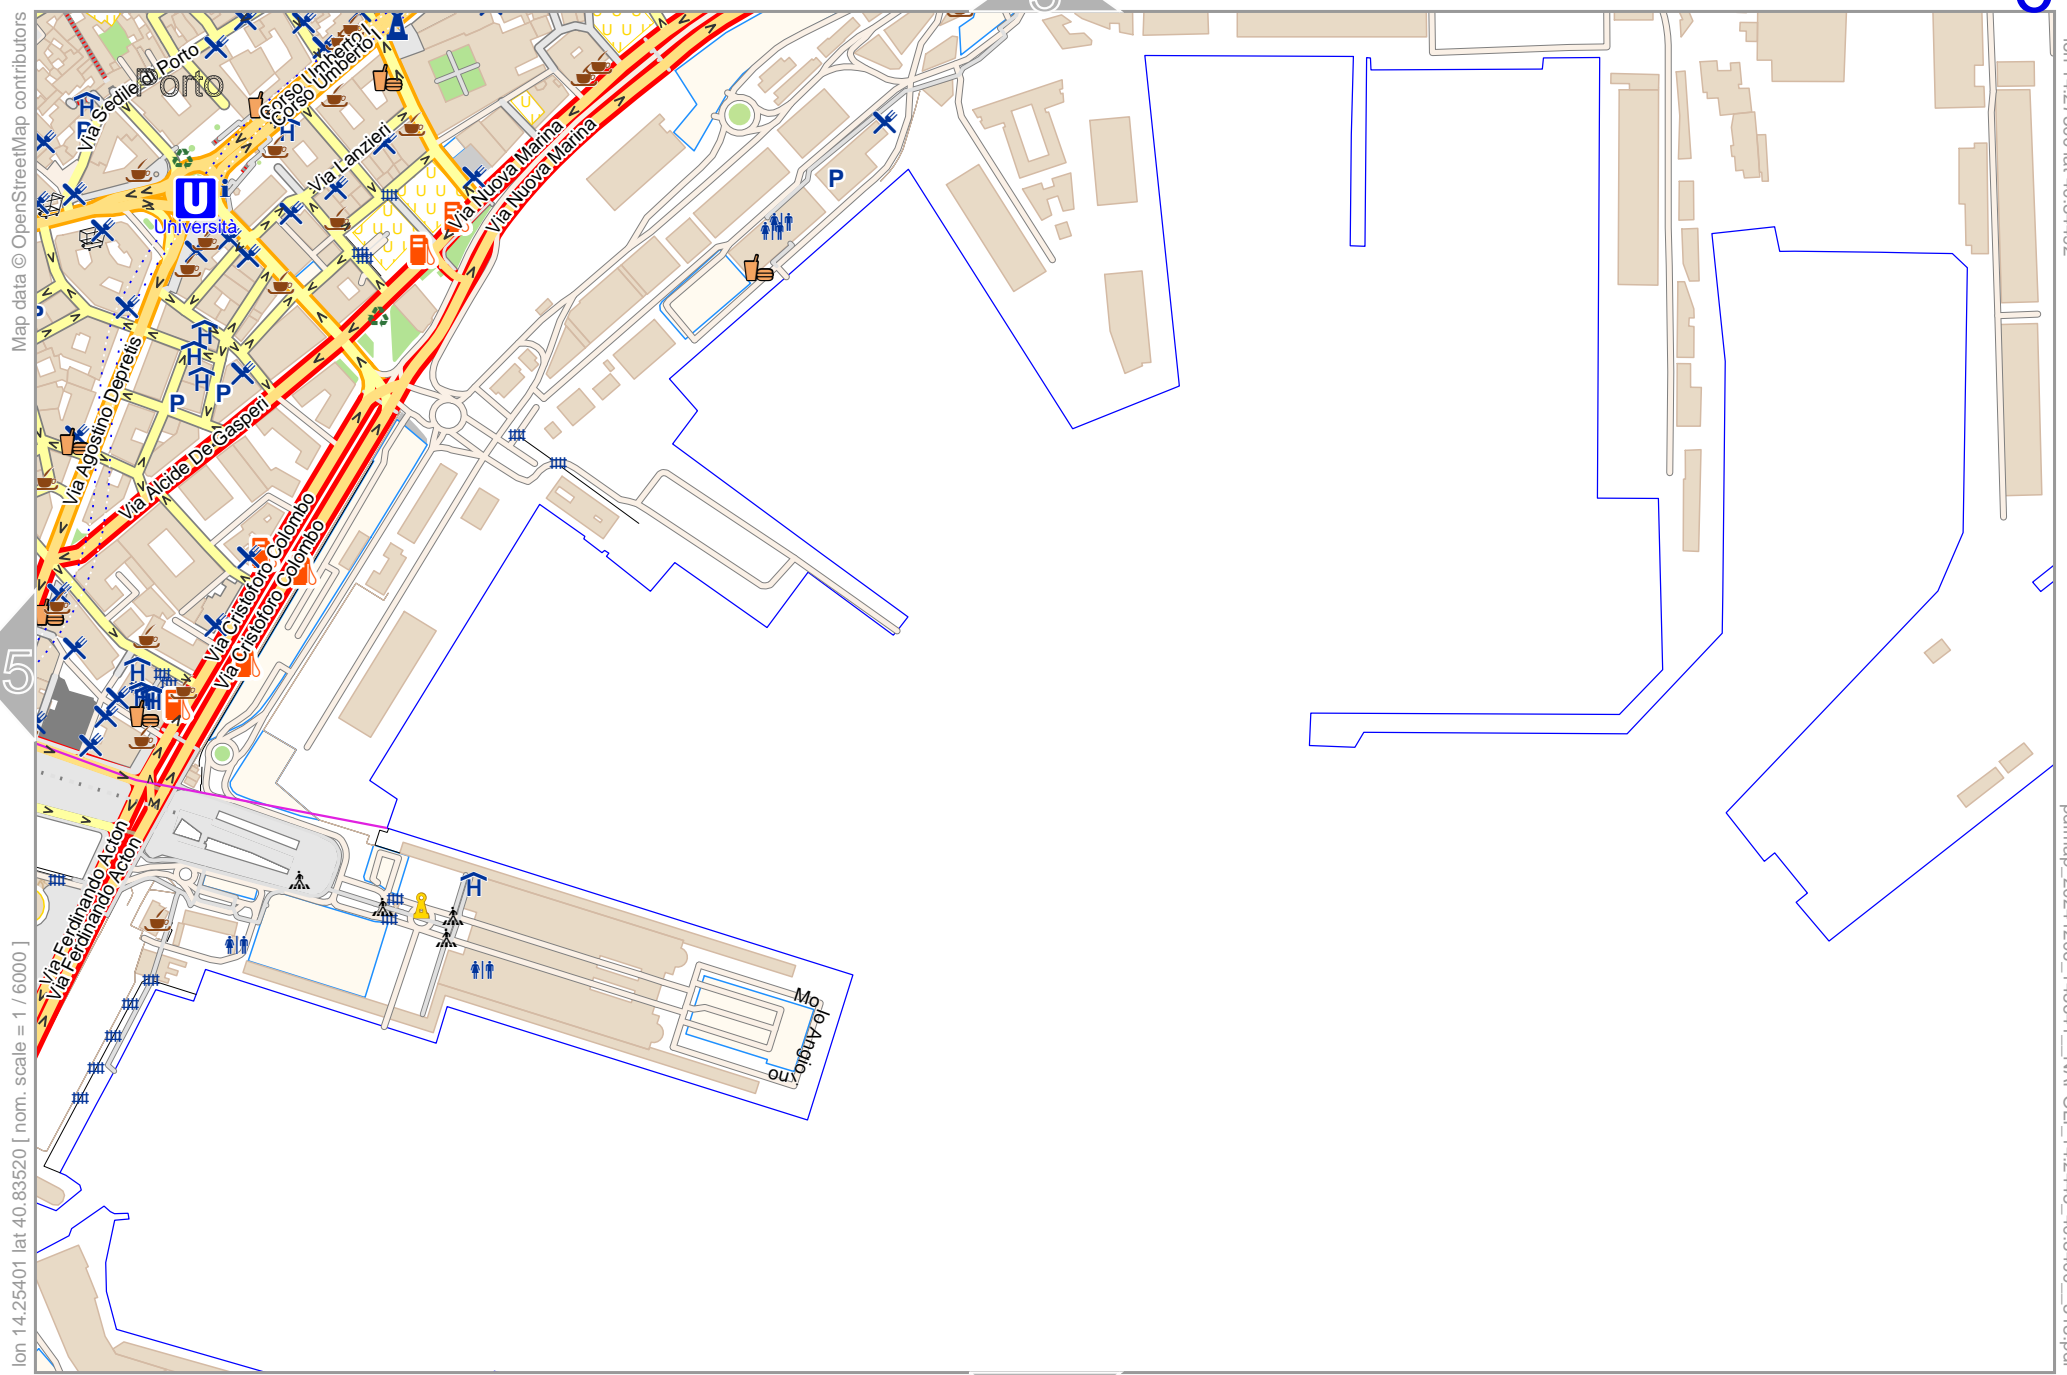 Map data © OpenStreetMap contributors
Porto
Via Sedile di Porto
Corso Umberto I
Corso Umberto I
Via Lanzieri
Via Nuova Marina
Via Nuova Marina
P
U
i
Università
Via Agostino Depretis
H
H
H
H
H
P
P
P
Via Alcide De Gasperi
Via Cristoforo Colombo
Via Cristoforo Colombo
5
H
Via Ferdinando Acton
Via Ferdinando Acton
H
Molo Angioino
lon 14.25401 lat 40.83520 [ nom. scale = 1 / 6000 ]